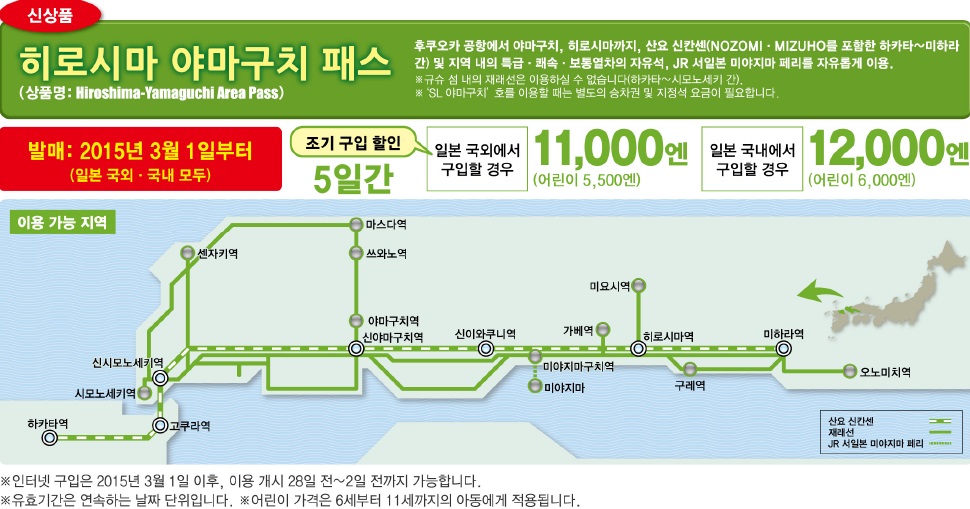 신상품
히로시마 야마구치 패스
(상품명: Hiroshima-Yamaguchi Area Pass)
후쿠오카 공항에서 야마구치, 히로시마까지, 산요 신칸센(NOZOMI · MIZUHO를 포함한 하카타~미하라
간) 및 지역 내의 특급 · 쾌속 · 보통열차의 자유석, JR 서일본 미야지마 페리를 자유롭게 이용.
※규슈 섬 내의 재래선은 이용하실 수 없습니다(하카타~시모노세키 간).
※ ‘SL 야마구치’ 호를 이용할 때는 별도의 승차권 및 지정석 요금이 필요합니다.
발매: 2015년 3월 1일부터
(일본 국외 · 국내 모두)
조기 구입 할인
5일간
일본 국외에서
구입할 경우
11,000엔
(어린이 5,500엔)
일본 국내에서
구입할 경우
12,000엔
(어린이 6,000엔)
이용 가능 지역
마스다역
센자키역
쓰와노역
미요시역
야마구치역
신야마구치역
신이와쿠니역
가베역
히로시마역
미하라역
신시모노세키역
미야지마구치역
미야지마
구레역
오노미치역
시모노세키역
하카타역
고쿠라역
산요 신칸센
재래선
JR 서일본 미야지마 페리
※인터넷 구입은 2015년 3월 1일 이후, 이용 개시 28일 전~2일 전까지 가능합니다.
※유효기간은 연속하는 날짜 단위입니다. ※어린이 가격은 6세부터 11세까지의 아동에게 적용됩니다.